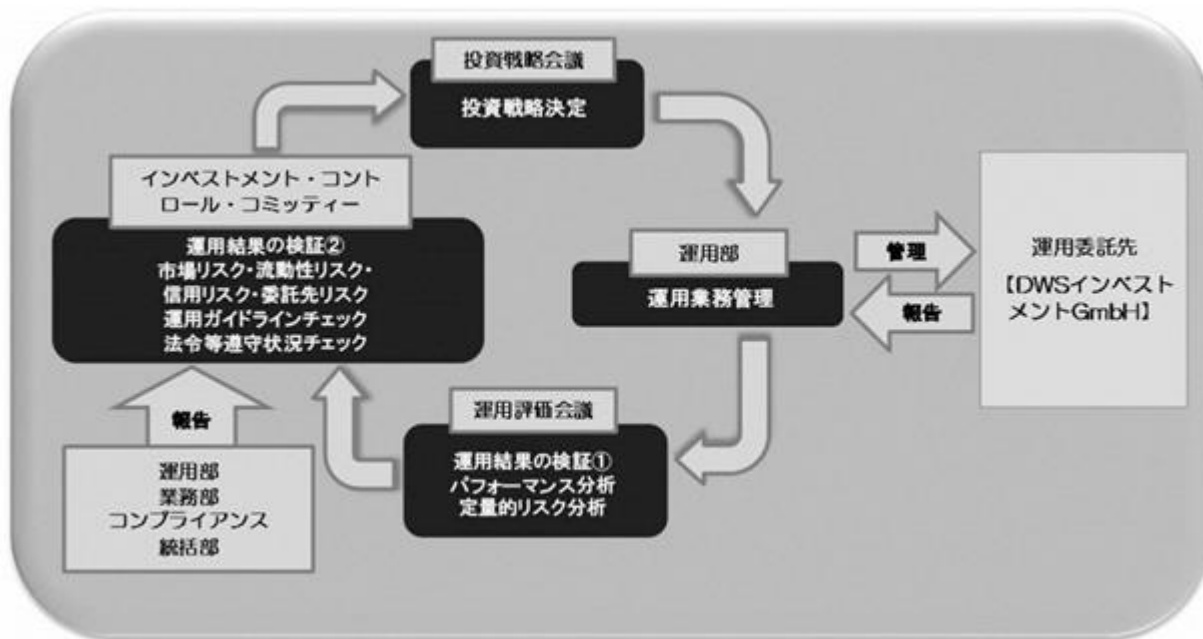 投資戦略会議
投資戦略決定
インベストメント・コント
ロール・コミッティー
運用結果の検証②
市場リスク・流動性リスク・
信用リスク・委託先リスク
運用ガイドラインチェック
法令等遵守状況チェック
運用部
運用業務管理
管理
報告
運用委託先
【DWSインベスト
メントGmbH】
運用評価会議
運用結果の検証①
パフォーマンス分析
定量的リスク分析
報告
運用部
業務部
コンプライアンス
統括部